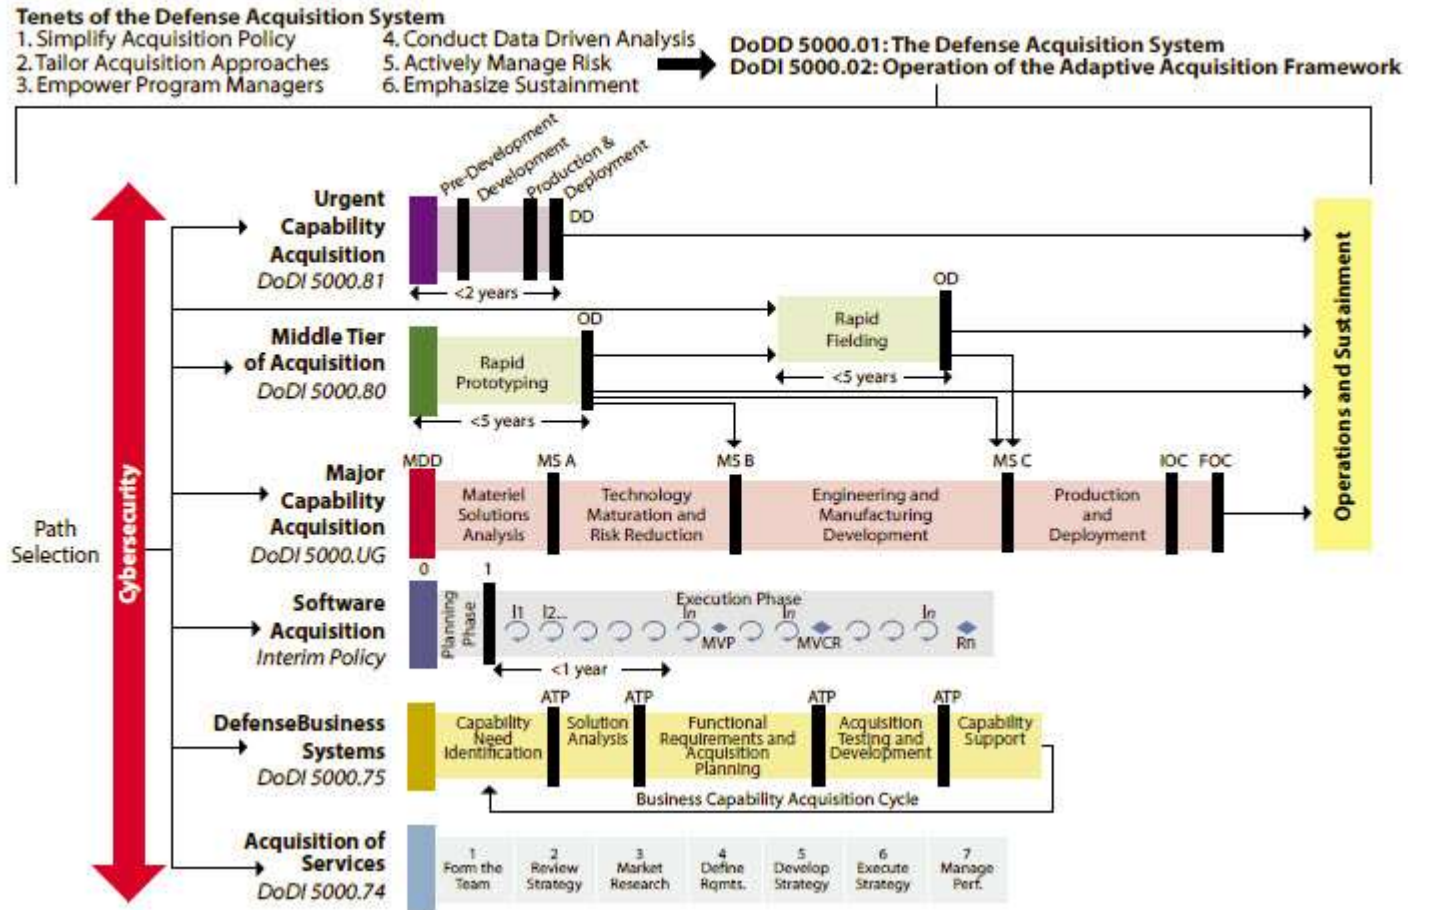 Tenets of the Defense Acquisition System
1. Simplify Acquisition Policy
2. Tailor Acquisition Approaches
3. Empower Program Managers
4. Conduct Data Driven Analysis
5. Actively Manage Risk
6. Emphasize Sustainment
DoDD 5000.01: The Defense Acquisition System
DoDI 5000.02: Operation of the Adaptive Acquisition Framework
Path
Selection
Cybersecurity
Operations and Sustainment
Urgent
Capability
Acquisition
DoDI 5000.81
Pre-Development
Development
Production &
Deployment
DD
<2 years
Middle Tier
of Acquisition
DoDI 5000.80
Rapid
Prototyping
OD
<5 years
Rapid
Fielding
OD
<5 years
Major
Capability
Acquisition
DoDI 5000.UG
MDD
MS A
MS B
MS C
IOC
FOC
Materiel
Solutions
Analysis
Technology
Maturation and
Risk Reduction
Engineering and
Manufacturing
Development
Production
and
Deployment
Software
Acquisition
Interim Policy
0
1
Planning
Phase
Execution Phase
I1
I2...
In
In
In
MVP
MVCR
Rn
<1 year
DefenseBusiness
Systems
DoDI 5000.75
ATP
ATP
ATP
ATP
Capability
Need
Identification
Solution
Analysis
Functional
Requirements and
Acquisition
Planning
Acquisition
Testing and
Development
Capability
Support
Business Capability Acquisition Cycle
Acquisition of
Services
DoDI 5000.74
1
Form the
Team
2
Review
Strategy
3
Market
Research
4
Define
Rqmts.
5
Develop
Strategy
6
Execute
Strategy
7
Manage
Perf.